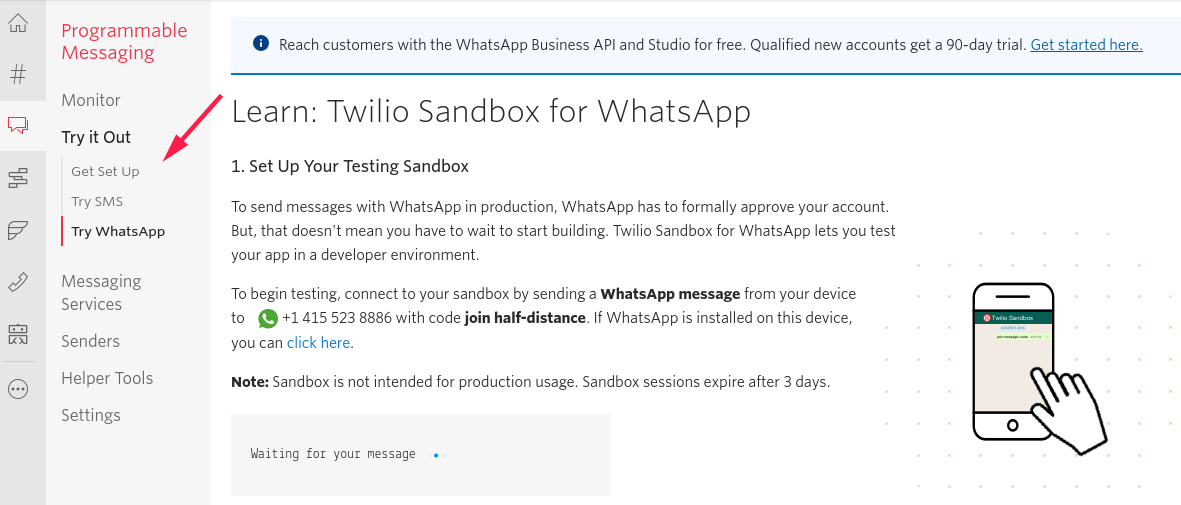 Programmable
Messaging
Monitor
Try it Out
Get Set Up
Try SMS
Try WhatsApp
Messaging
Services
Senders
Helper Tools
Settings
Reach customers with the WhatsApp Business API and Studio for free. Qualified new accounts get a 90-day trial. Get started here.
Learn: Twilio Sandbox for WhatsApp
1. Set Up Your Testing Sandbox
To send messages with WhatsApp in production, WhatsApp has to formally approve your account.
But, that doesn't mean you have to wait to start building. Twilio Sandbox for WhatsApp lets you test
your app in a developer environment.
To begin testing, connect to your sandbox by sending a WhatsApp message from your device
to +1 415 523 8886 with code join half-distance. If WhatsApp is installed on this device,
you can click here.
Note: Sandbox is not intended for production usage. Sandbox sessions expire after 3 days.
Waiting for your message
Twilio Sandbox